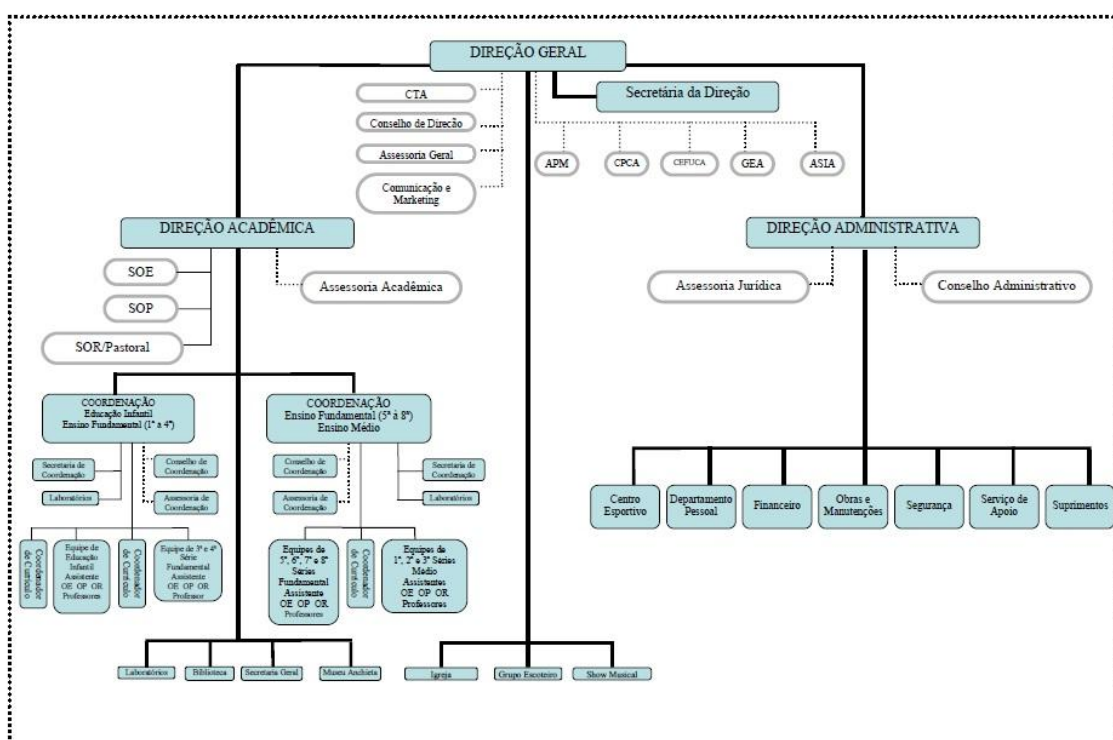 DIREÇÃO GERAL
Secretária da Direção
CTA
Conselho de Direcão
Assessoria Geral
Comunicação e
Marketing
APM
CPCA
CEFUCA
GEA
ASIA
DIREÇÃO ACADÊMICA
DIREÇÃO ADMINISTRATIVA
SOE
SOP
SOR/Pastoral
Assessoria Acadêmica
Assessoria Jurídica
Conselho Administrativo
COORDENAÇÃO
Educação Infantil
Ensino Fundamental (1ª a 4ª)
COORDENAÇÃO
Ensino Fundamental (5ª à 8ª)
Ensino Médio
Secretaria de
Coordenação
Laboratórios
Conselho de
Coordenação
Assessoria de
Coordenação
Conselho de
Coordenação
Assessoria de
Coordenação
Secretaria de
Coordenação
Laboratórios
Coordenador
de Currículo
Equipe de
Educação
Infantil
Assistente
OE OP OR
Professores
Coordenador
de Currículo
Equipe de 3ª e 4ª
Série
Fundamental
Assistente
OE OP OR
Professor
Equipes de
5ª, 6ª, 7ª e 8ª
Séries
Fundamental
Assistente
OE OP OR
Professores
Coordenador
de Currículo
Equipes de
1ª, 2ª e 3ª Séries
Médio
Assistentes
OE OP OR
Professores
Centro
Esportivo
Departamento
Pessoal
Financeiro
Obras e
Manutenções
Segurança
Serviço de
Apoio
Suprimentos
Laboratórios
Biblioteca
Secretaria Geral
Museu Anchieta
Igreja
Grupo Escoteiro
Show Musical